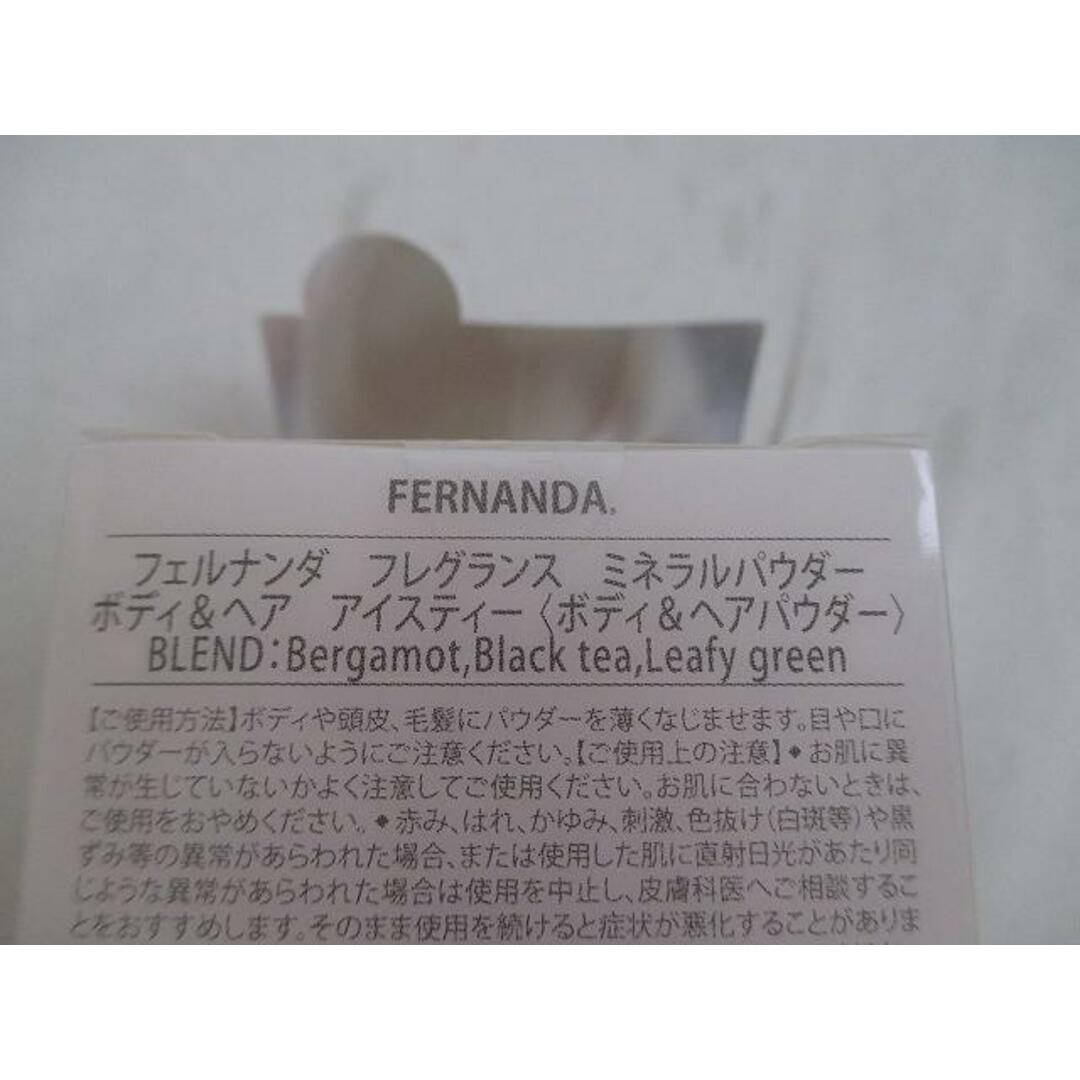 FERNANDA.
フェルナンダ　フレグランス　ミネラルパウダー
ボディ＆ヘア　アイスティー〈ボディ＆ヘアパウダー〉
BLEND：Bergamot,Black tea,Leafy green
【ご使用方法】ボディや頭皮、毛髪にパウダーを薄くなじませます。目や口に
パウダーが入らないようにご注意ください。【ご使用上の注意】◆お肌に異
常が生じていないかよく注意してご使用ください。お肌に合わないときは、
ご使用をおやめください。◆赤み、はれ、かゆみ、刺激、色抜け（白斑等）や黒
ずみ等の異常があらわれた場合、または使用した肌に直射日光があたり同
じような異常があらわれた場合は使用を中止し、皮膚科医へご相談するこ
とをおすすめします。そのまま使用を続けると症状が悪化することがありま